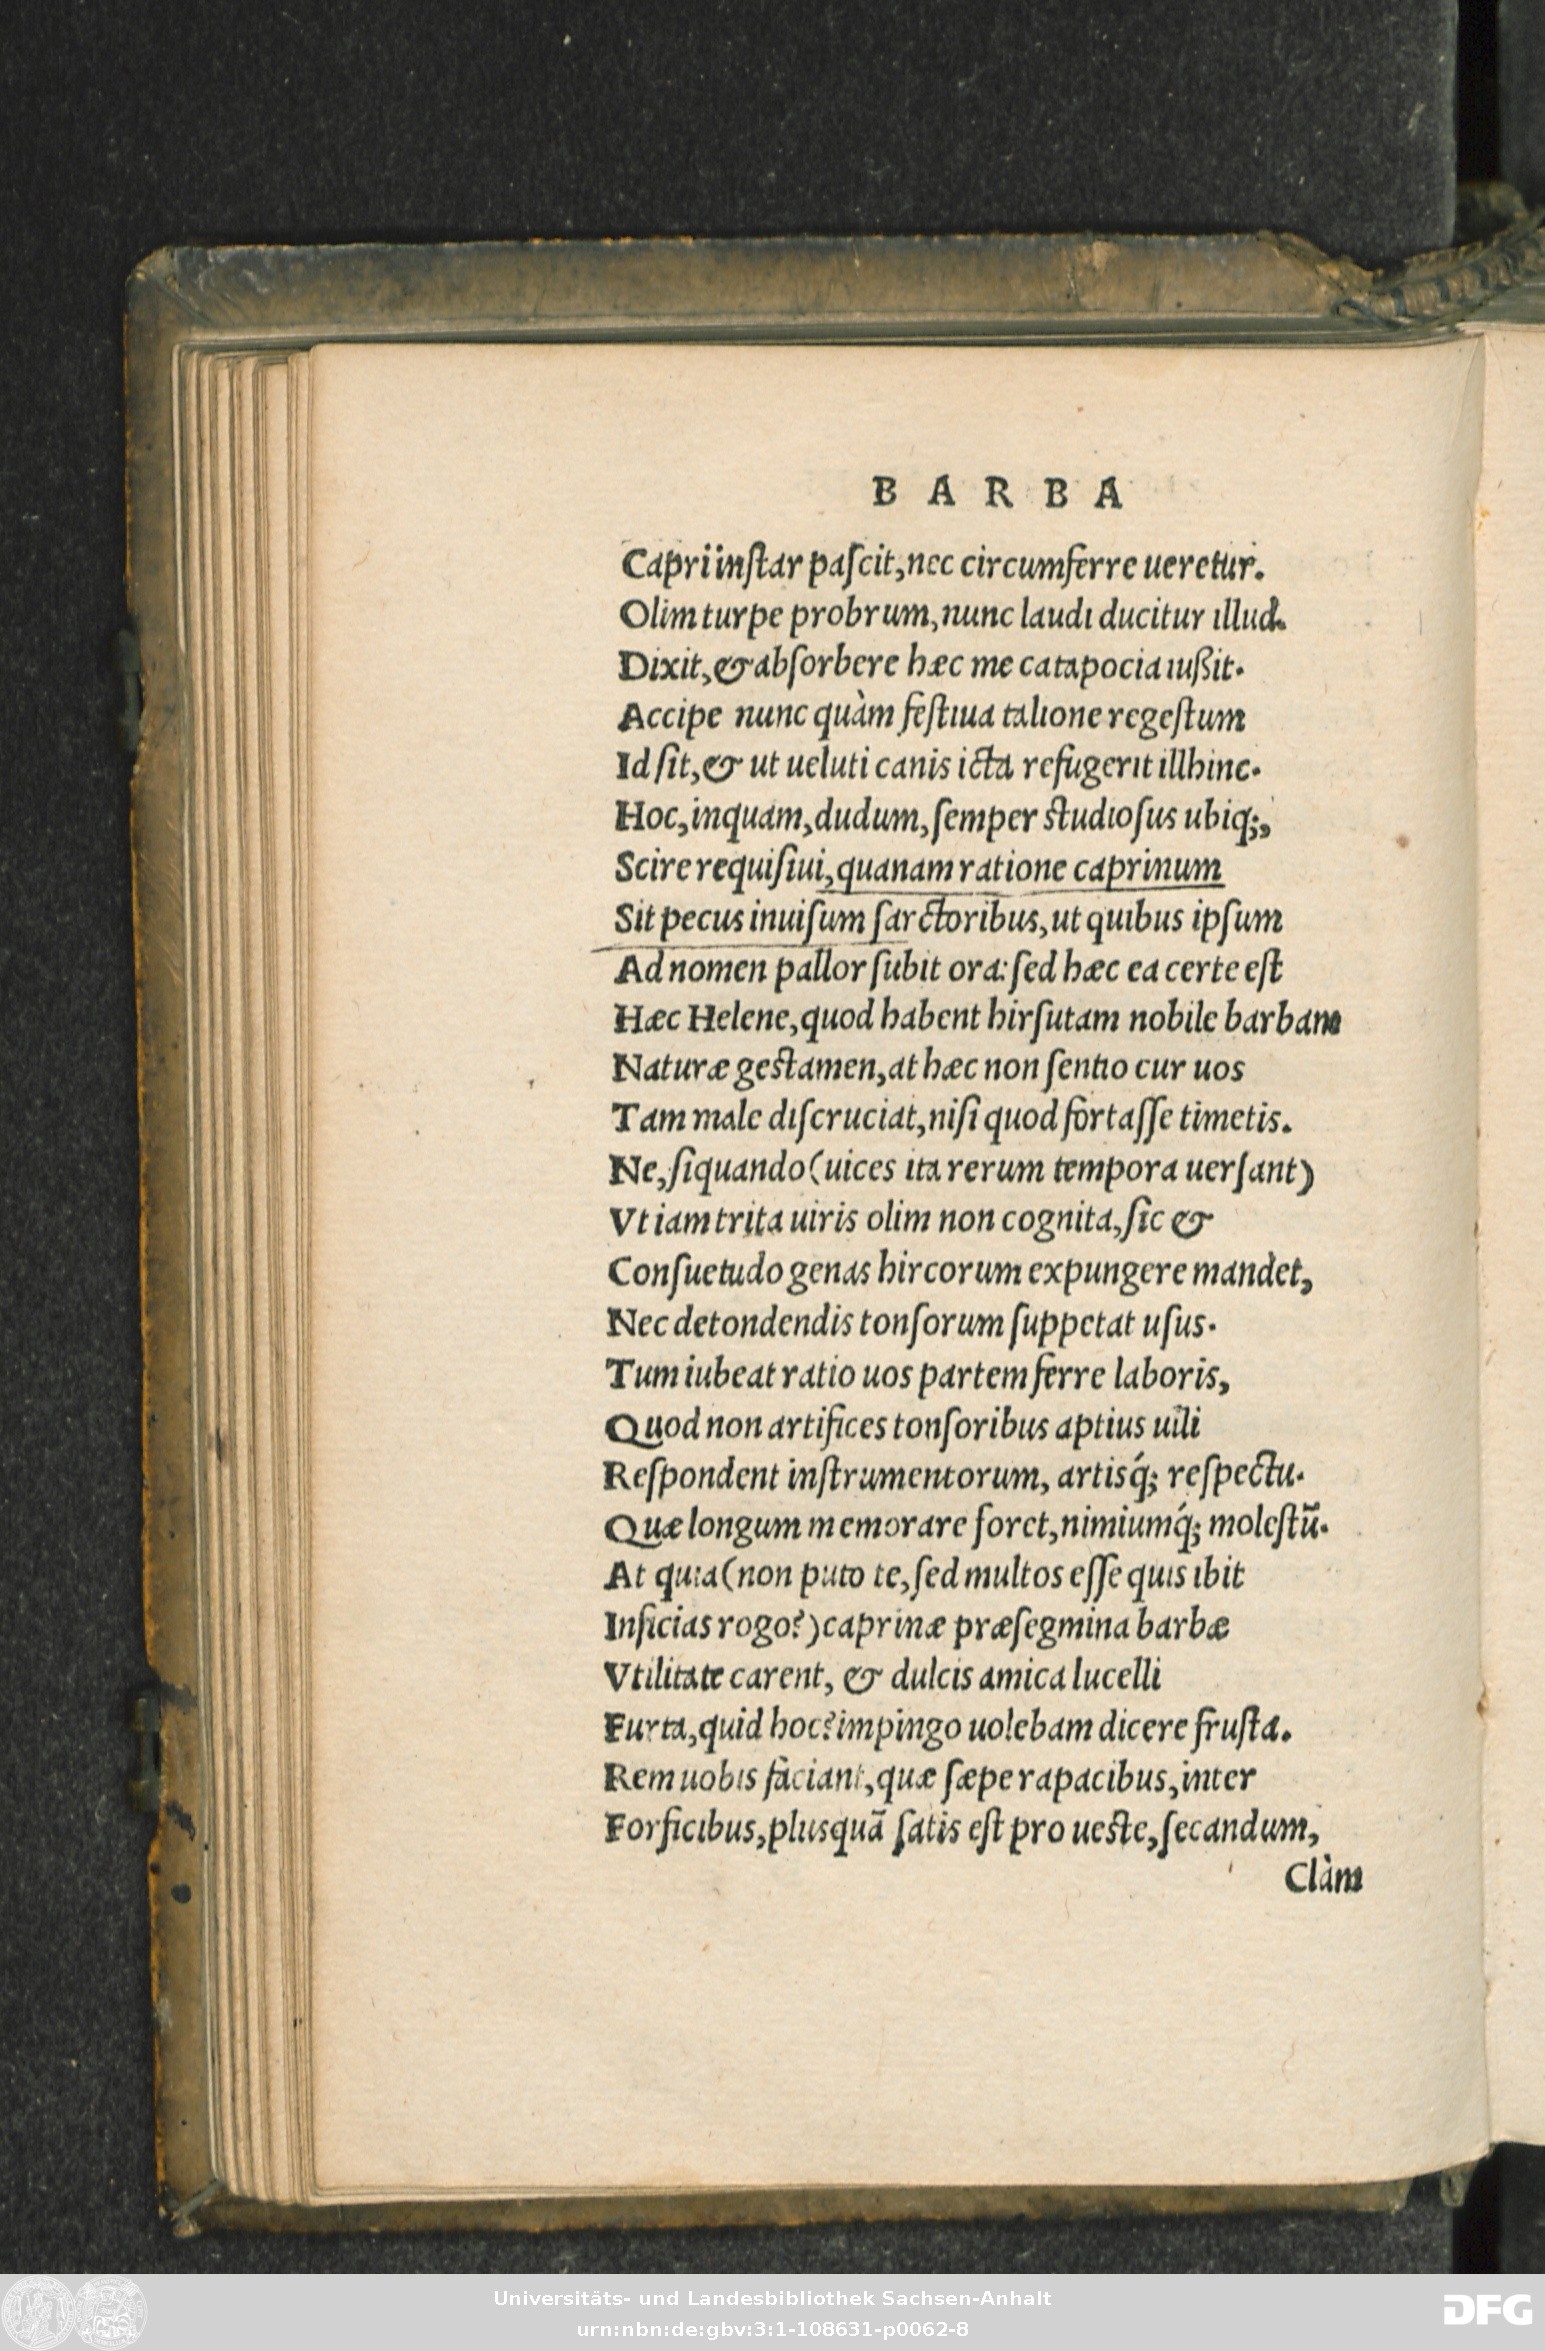 B A R B A
Capri inſtar paſcit, nec circumferre ueretur.
Olim turpe probrum, nunc laudi ducitur illud.
Dixit, & abſorbere hæc me catapocia iußit.
Accipe nunc quàm feſtiua talione regeſtum
Id ſit, & ut ueluti canis icta refugerit illhinc.
Hoc, inquam, dudum, ſemper ſtudioſus ubiq;,
Scire requiſiui, quanam ratione caprinum
Sit pecus inuiſum ſarctoribus, ut quibus ipſum
Ad nomen pallor ſubit ora: ſed hæc ea certe eſt
Hæc Helene, quod habent hirſutam nobile barbam
Naturæ geſtamen, at hæc non ſentio cur uos
Tam male diſcruciat, niſi quod fortaſſe timetis.
Ne, ſiquando (uices ita rerum tempora uerſant)
Vt iam trita uiris olim non cognita, ſic &
Conſuetudo genas hircorum expungere mandet,
Nec detondendis tonſorum ſuppetat uſus.
Tum iubeat ratio uos partem ferre laboris,
Quod non artifices tonſoribus aptius ulli
Reſpondent inſtrumentorum, artisq́; reſpectu.
Quæ longum memorare foret, nimiumq́; moleſtũ.
At quia (non puto te, ſed multos eſſe quis ibit
Inficias rogo?) caprinæ præſegmina barbæ
Vtilitate carent, & dulcis amica lucelli
Furta, quid hoc? impingo uolebam dicere fruſta.
Rem uobis faciant, quæ ſæpe rapacibus, inter
Forficibus, plusquã ſatis eſt pro ueſte, ſecandum,
Clàm
Universitäts- und Landesbibliothek Sachsen-Anhalt
urn:nbn:de:gbv:3:1-108631-p0062-8
DFG